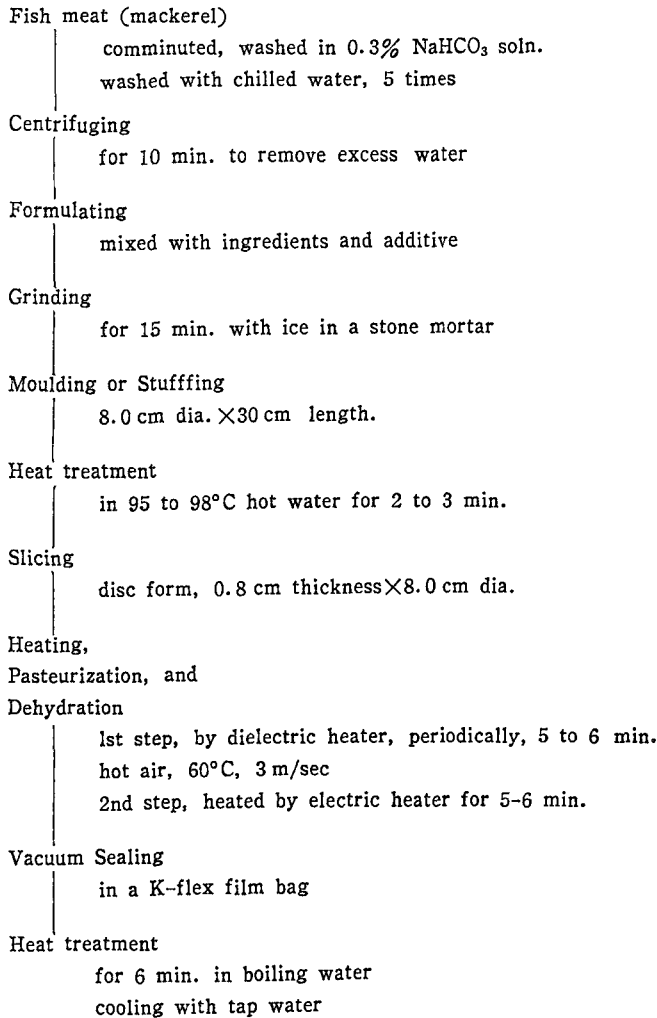 Fish meat (mackerel)
comminuted, washed in 0.3% NaHCO₃ soln.
washed with chilled water, 5 times
Centrifuging
for 10 min. to remove excess water
Formulating
mixed with ingredients and additive
Grinding
for 15 min. with ice in a stone mortar
Moulding or Stufffing
8.0 cm dia. ×30 cm length.
Heat treatment
in 95 to 98°C hot water for 2 to 3 min.
Slicing
disc form, 0.8 cm thickness×8.0 cm dia.
Heating,
Pasteurization, and
Dehydration
1st step, by dielectric heater, periodically, 5 to 6 min.
hot air, 60°C, 3 m/sec
2nd step, heated by electric heater for 5-6 min.
Vacuum Sealing
in a K-flex film bag
Heat treatment
for 6 min. in boiling water
cooling with tap water